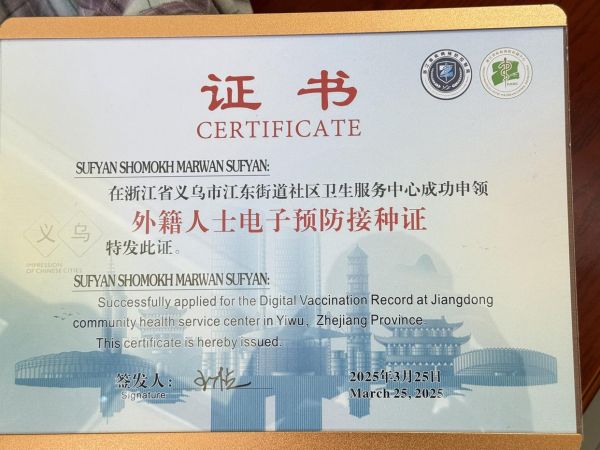 证书
CERTIFICATE
SUFYAN SHOMOKH MARWAN SUFYAN:
在浙江省义乌市江东街道社区卫生服务中心成功申领
外籍人士电子预防接种证
特发此证。
义乌
IMPRESSION
OF CHINESE CITIES
SUFYAN SHOMOKH MARWAN SUFYAN:
Successfully applied for the Digital Vaccination Record at Jiangdong
community health service center in Yiwu, Zhejiang Province.
This certificate is hereby issued.
签发人:
Signature
2025年3月25日
March 25, 2025